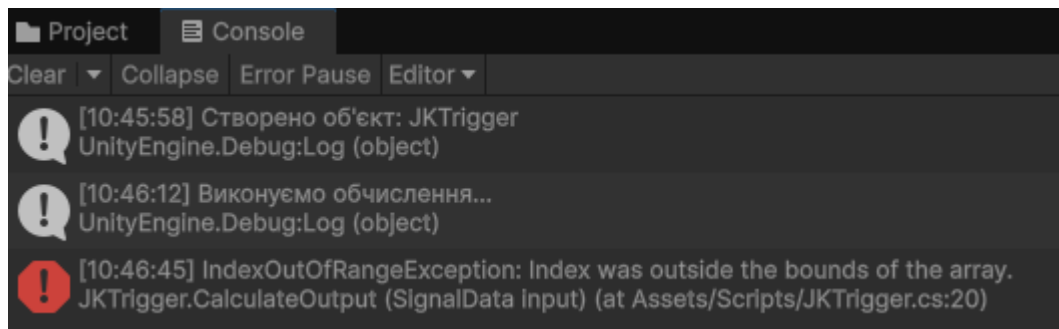 Project Console
Clear Collapse Error Pause Editor
[10:45:58] Створено об'єкт: JKTrigger
UnityEngine.Debug:Log (object)
[10:46:12] Виконуємо обчислення...
UnityEngine.Debug:Log (object)
[10:46:45] IndexOutOfRangeException: Index was outside the bounds of the array.
JKTrigger.CalculateOutput (SignalData input) (at Assets/Scripts/JKTrigger.cs:20)